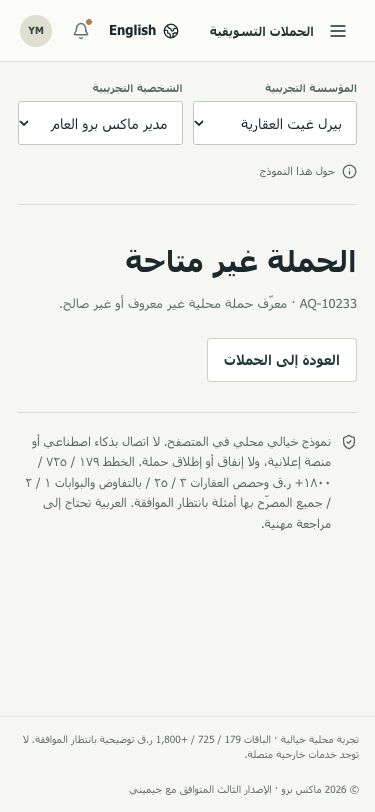 الحملات التسويقية
English
YM
المؤسسة التجريبية
الشخصية التجريبية
بيرل غيت العقارية
مدير ماكس برو العام
حول هذا النموذج
الحملة غير متاحة
AQ-10233 · معرّف حملة محلية غير معروف أو غير صالح.
العودة إلى الحملات
نموذج خيالي محلي في المتصفح. لا اتصال بذكاء اصطناعي أو
منصة إعلانية، ولا إنفاق أو إطلاق حملة. الخطط ١٧٩ / ٧٢٥ /
١٨٠٠+ ر.ق وحصص العقارات ٣ / ٢٥ / بالتفاوض والبوابات ١ / ٢
/ جميع المصرّح بها أمثلة بانتظار الموافقة. العربية تحتاج إلى
مراجعة مهنية.
تجربة محلية خيالية · الباقات 179 / 725 / 1,800+ ر.ق توضيحية بانتظار الموافقة. لا
توجد خدمات خارجية متصلة.
© 2026 ماكس برو · الإصدار الثالث المتوافق مع جيميني